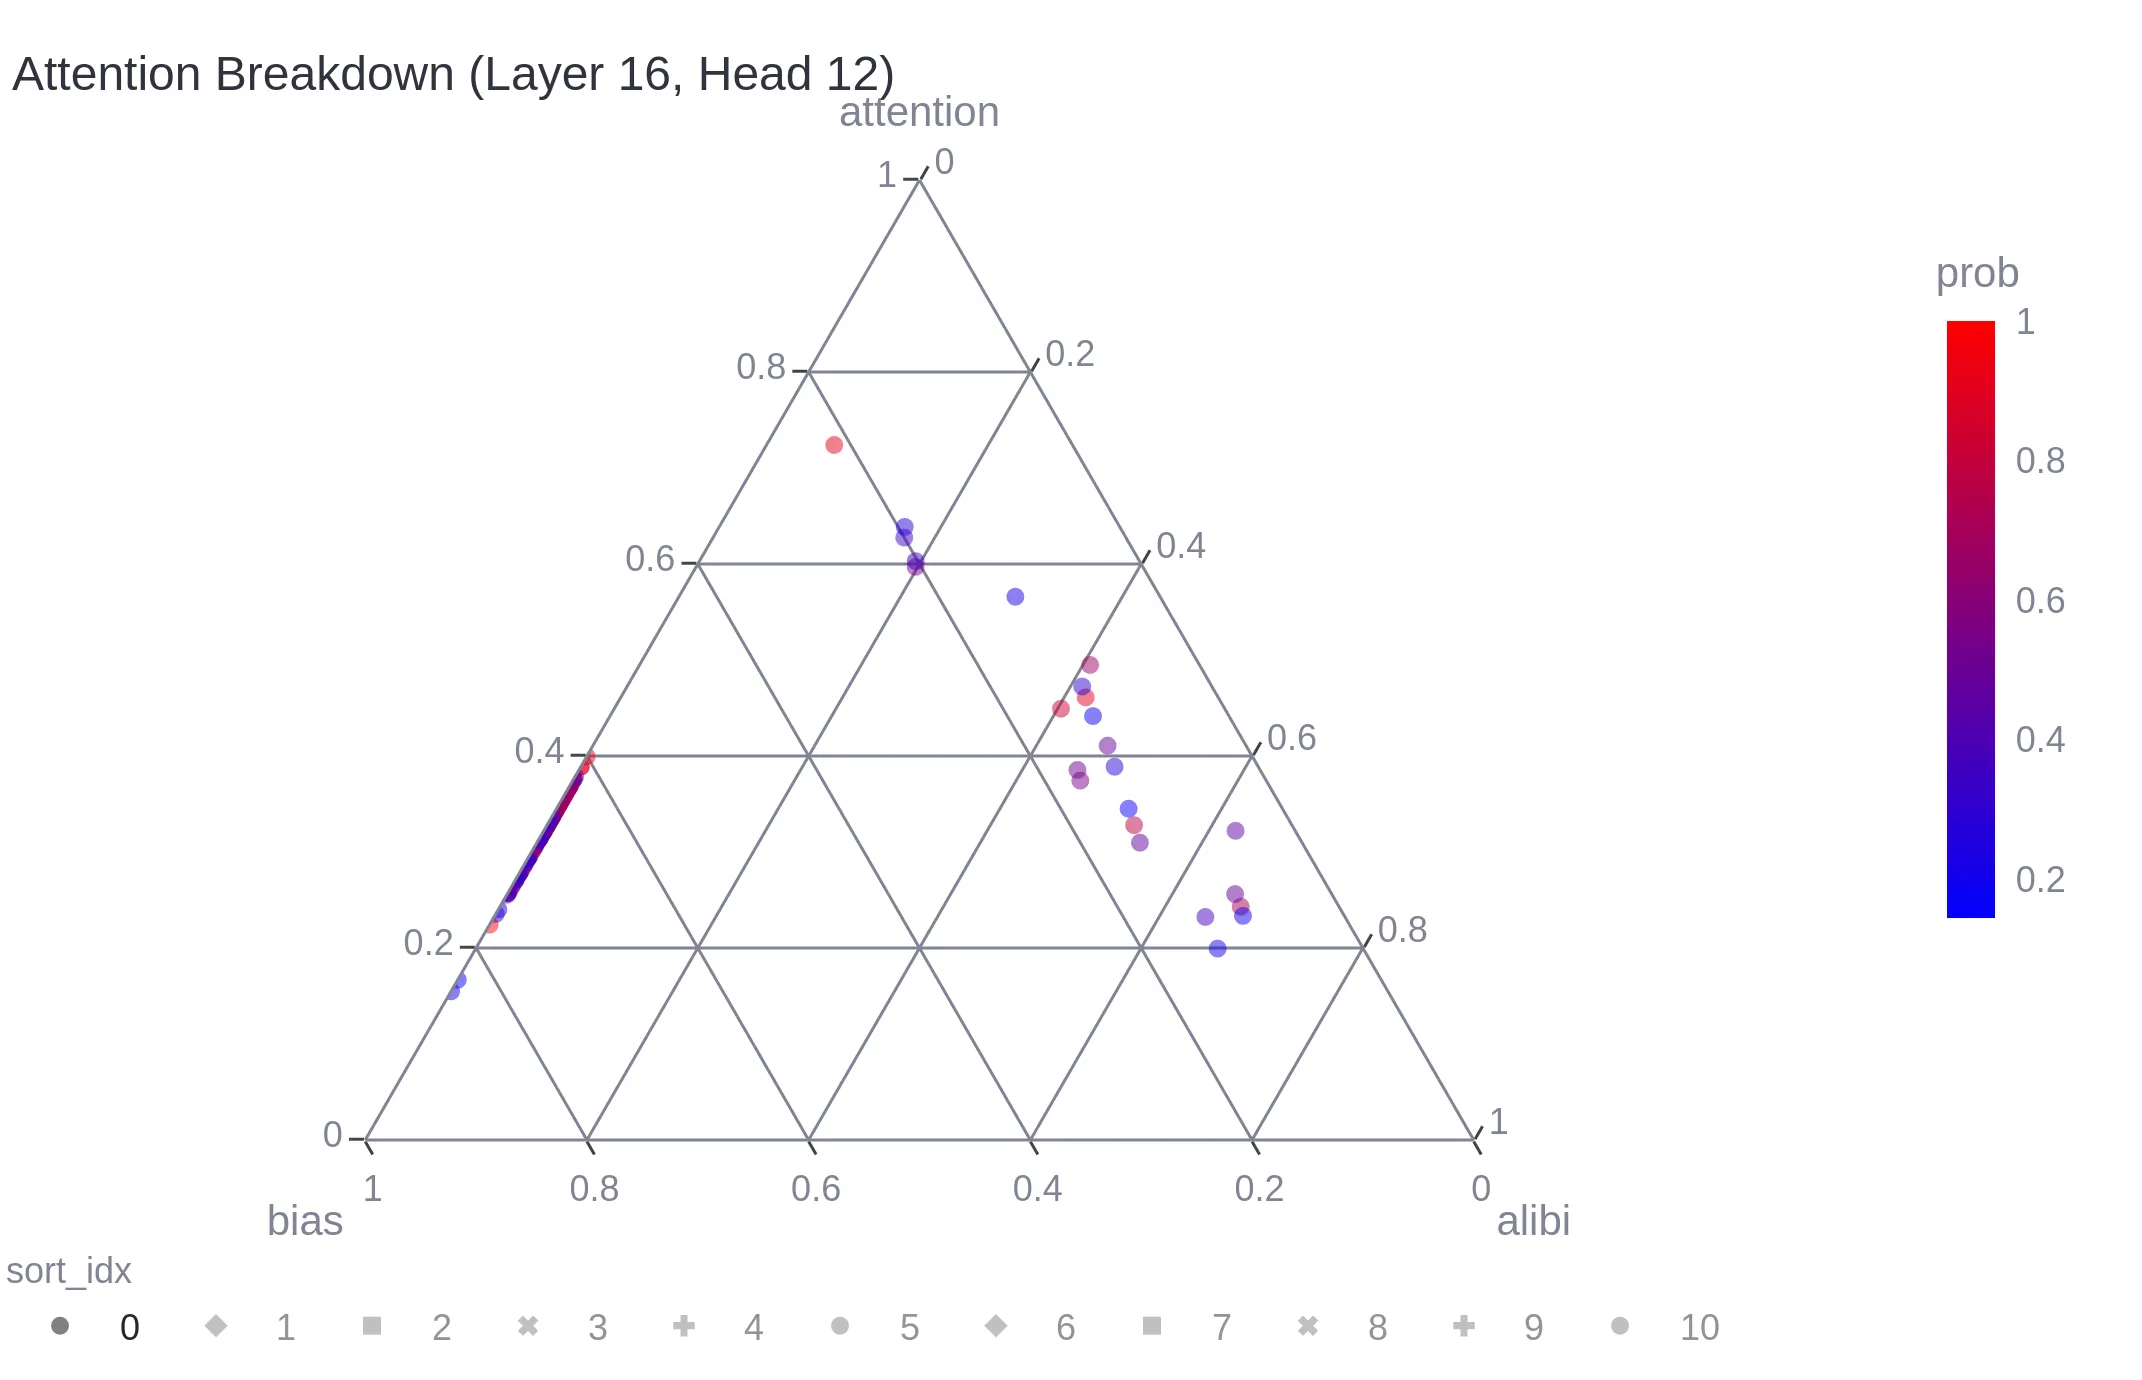 Attention Breakdown (Layer 16, Head 12)
attention
1 0
prob
1
0.8 0.2
0.8
0.6 0.4
0.6
0.4 0.6
0.4
0.2 0.8
0.2
0 1
1 0.8 0.6 0.4 0.2 0
bias alibi
sort_idx
0 1 2 3 4 5 6 7 8 9 10